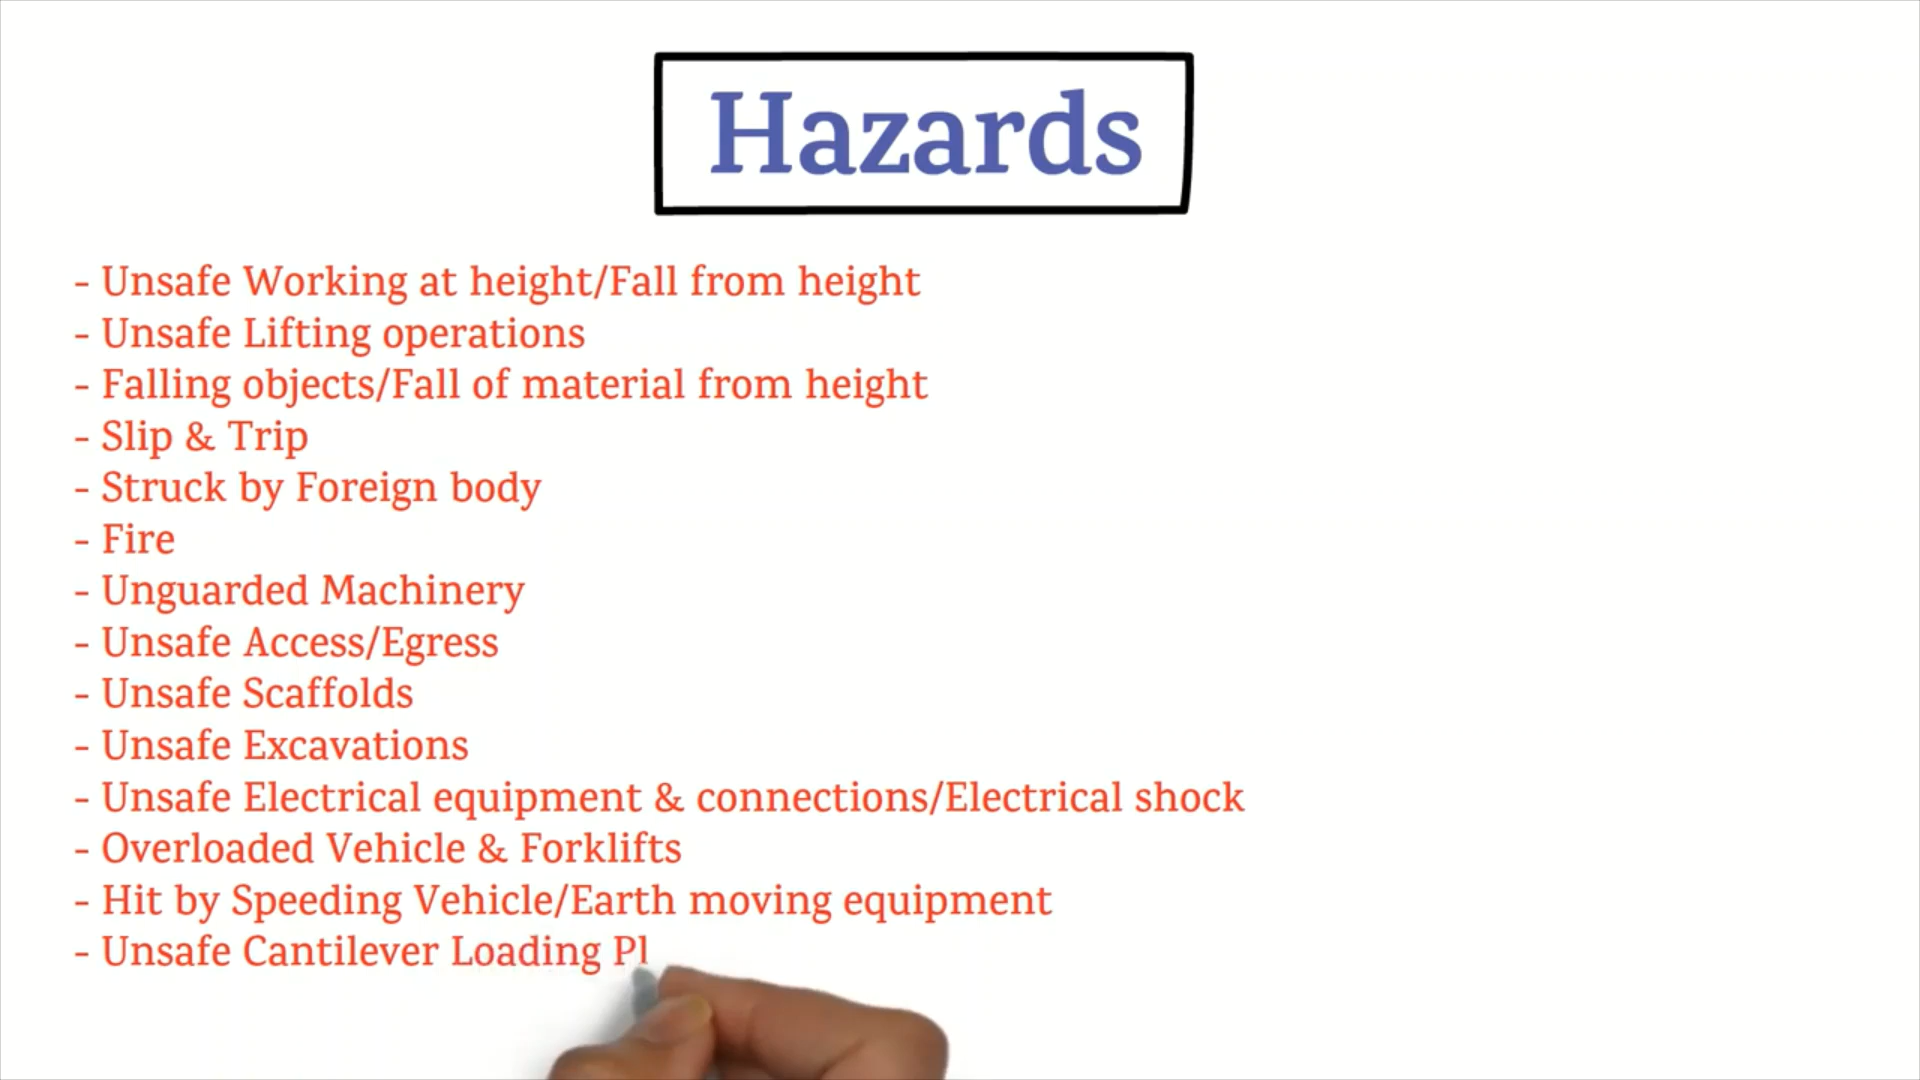 Hazards
- Unsafe Working at height/Fall from height
- Unsafe Lifting operations
- Falling objects/Fall of material from height
- Slip & Trip
- Struck by Foreign body
- Fire
- Unguarded Machinery
- Unsafe Access/Egress
- Unsafe Scaffolds
- Unsafe Excavations
- Unsafe Electrical equipment & connections/Electrical shock
- Overloaded Vehicle & Forklifts
- Hit by Speeding Vehicle/Earth moving equipment
- Unsafe Cantilever Loading Pl